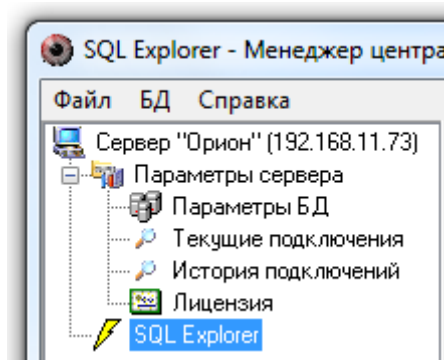 SQL Explorer - Менеджер центра
Файл БД Справка
Сервер "Орион" (192.168.11.73)
Параметры сервера
Параметры БД
Текущие подключения
История подключений
Лицензия
SQL Explorer